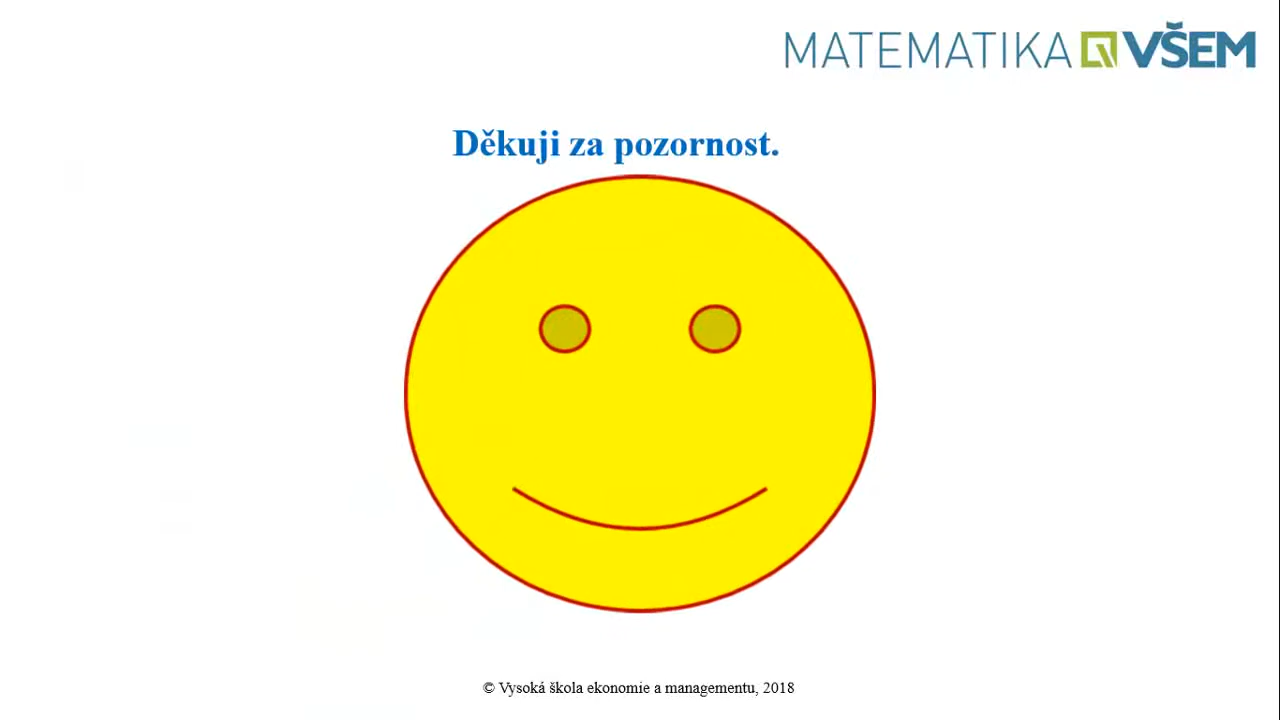 MATEMATIKA VŠEM
Děkuji za pozornost.
© Vysoká škola ekonomie a managementu, 2018